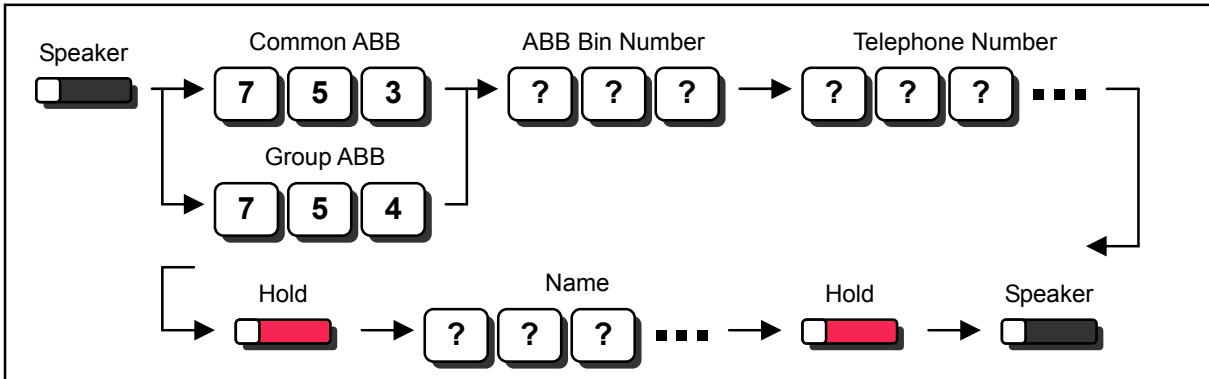 Common ABB
ABB Bin Number
Telephone Number
Speaker
7 5 3
? ? ?
? ? ?
Group ABB
7 5 4
Hold
Name
Hold
Speaker
? ? ?